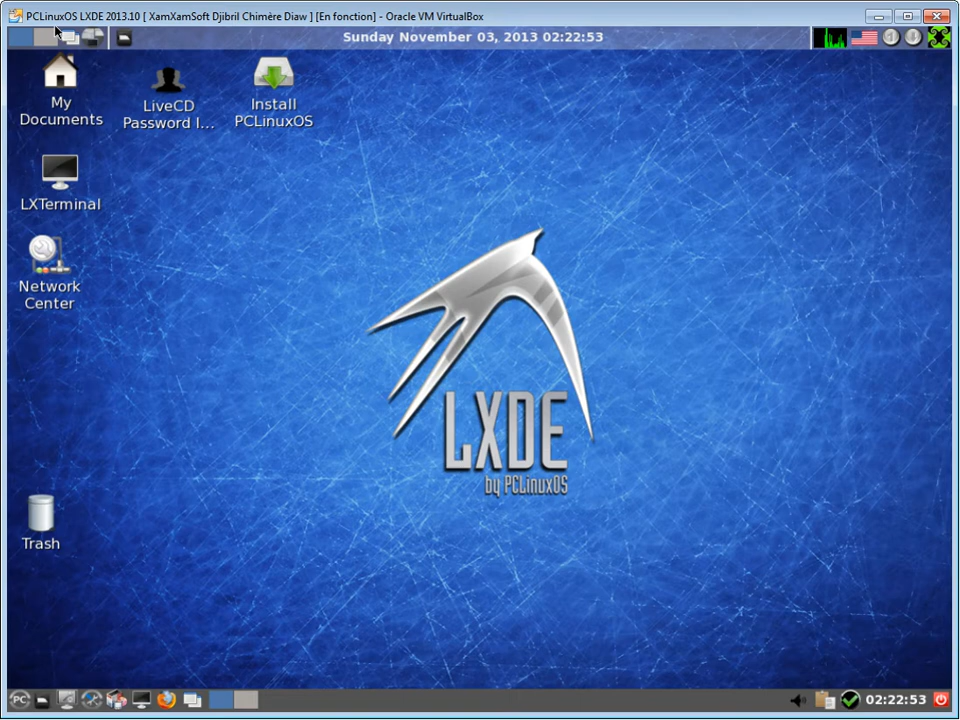 PCLinuxOS LXDE 2013.10 [ XamXamSoft Djibril Chimère Diaw ] [En fonction] - Oracle VM VirtualBox
Sunday November 03, 2013 02:22:53
My
Documents
LiveCD
Password I...
Install
PCLinuxOS
LXTerminal
Network
Center
LXDE
by PCLinuxOS
Trash
PC
02:22:53